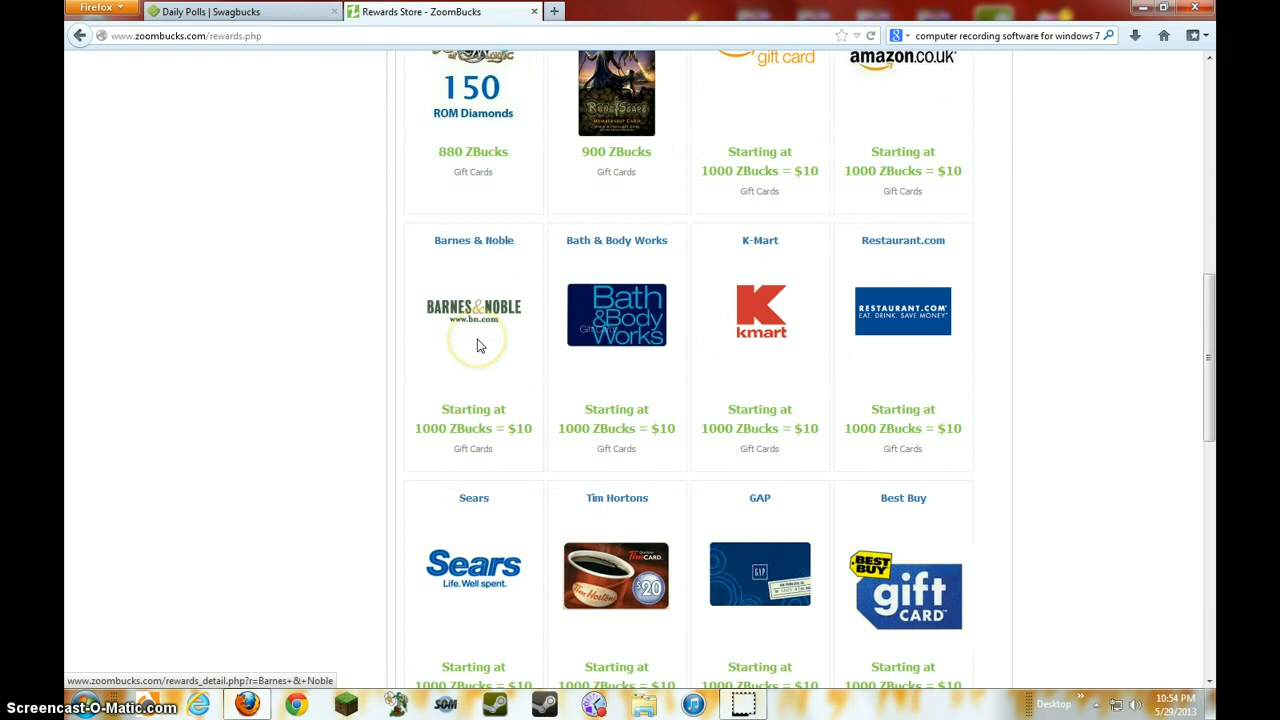 Firefox
Daily Polls | Swagbucks
Rewards Store - ZoomBucks
www.zoombucks.com/rewards.php
computer recording software for windows 7
150
ROM Diamonds
RUNESCAPE
gift card
amazon.co.uk
880 ZBucks
900 ZBucks
Starting at
1000 ZBucks = $10
Starting at
1000 ZBucks = $10
Gift Cards
Gift Cards
Gift Cards
Gift Cards
Barnes & Noble
Bath & Body Works
K-Mart
Restaurant.com
BARNES&NOBLE
www.bn.com
Bath
&Body
Works
Gift Card
K
kmart
RESTAURANT.COM
EAT. DRINK. SAVE MONEY.
Starting at
1000 ZBucks = $10
Starting at
1000 ZBucks = $10
Starting at
1000 ZBucks = $10
Starting at
1000 ZBucks = $10
Gift Cards
Gift Cards
Gift Cards
Gift Cards
Sears
Tim Hortons
GAP
Best Buy
Sears
Life. Well spent.
TimCARD
Tim Hortons
$20
GAP
BEST
BUY
gift
CARD
Starting at
1000 ZBucks = $10
Starting at
1000 ZBucks = $10
Starting at
1000 ZBucks = $10
Starting at
1000 ZBucks = $10
www.zoombucks.com/rewards_detail.php?r=Barnes+&+Noble
Screencast-O-Matic.com
SOM
Desktop
10:54 PM
5/29/2013